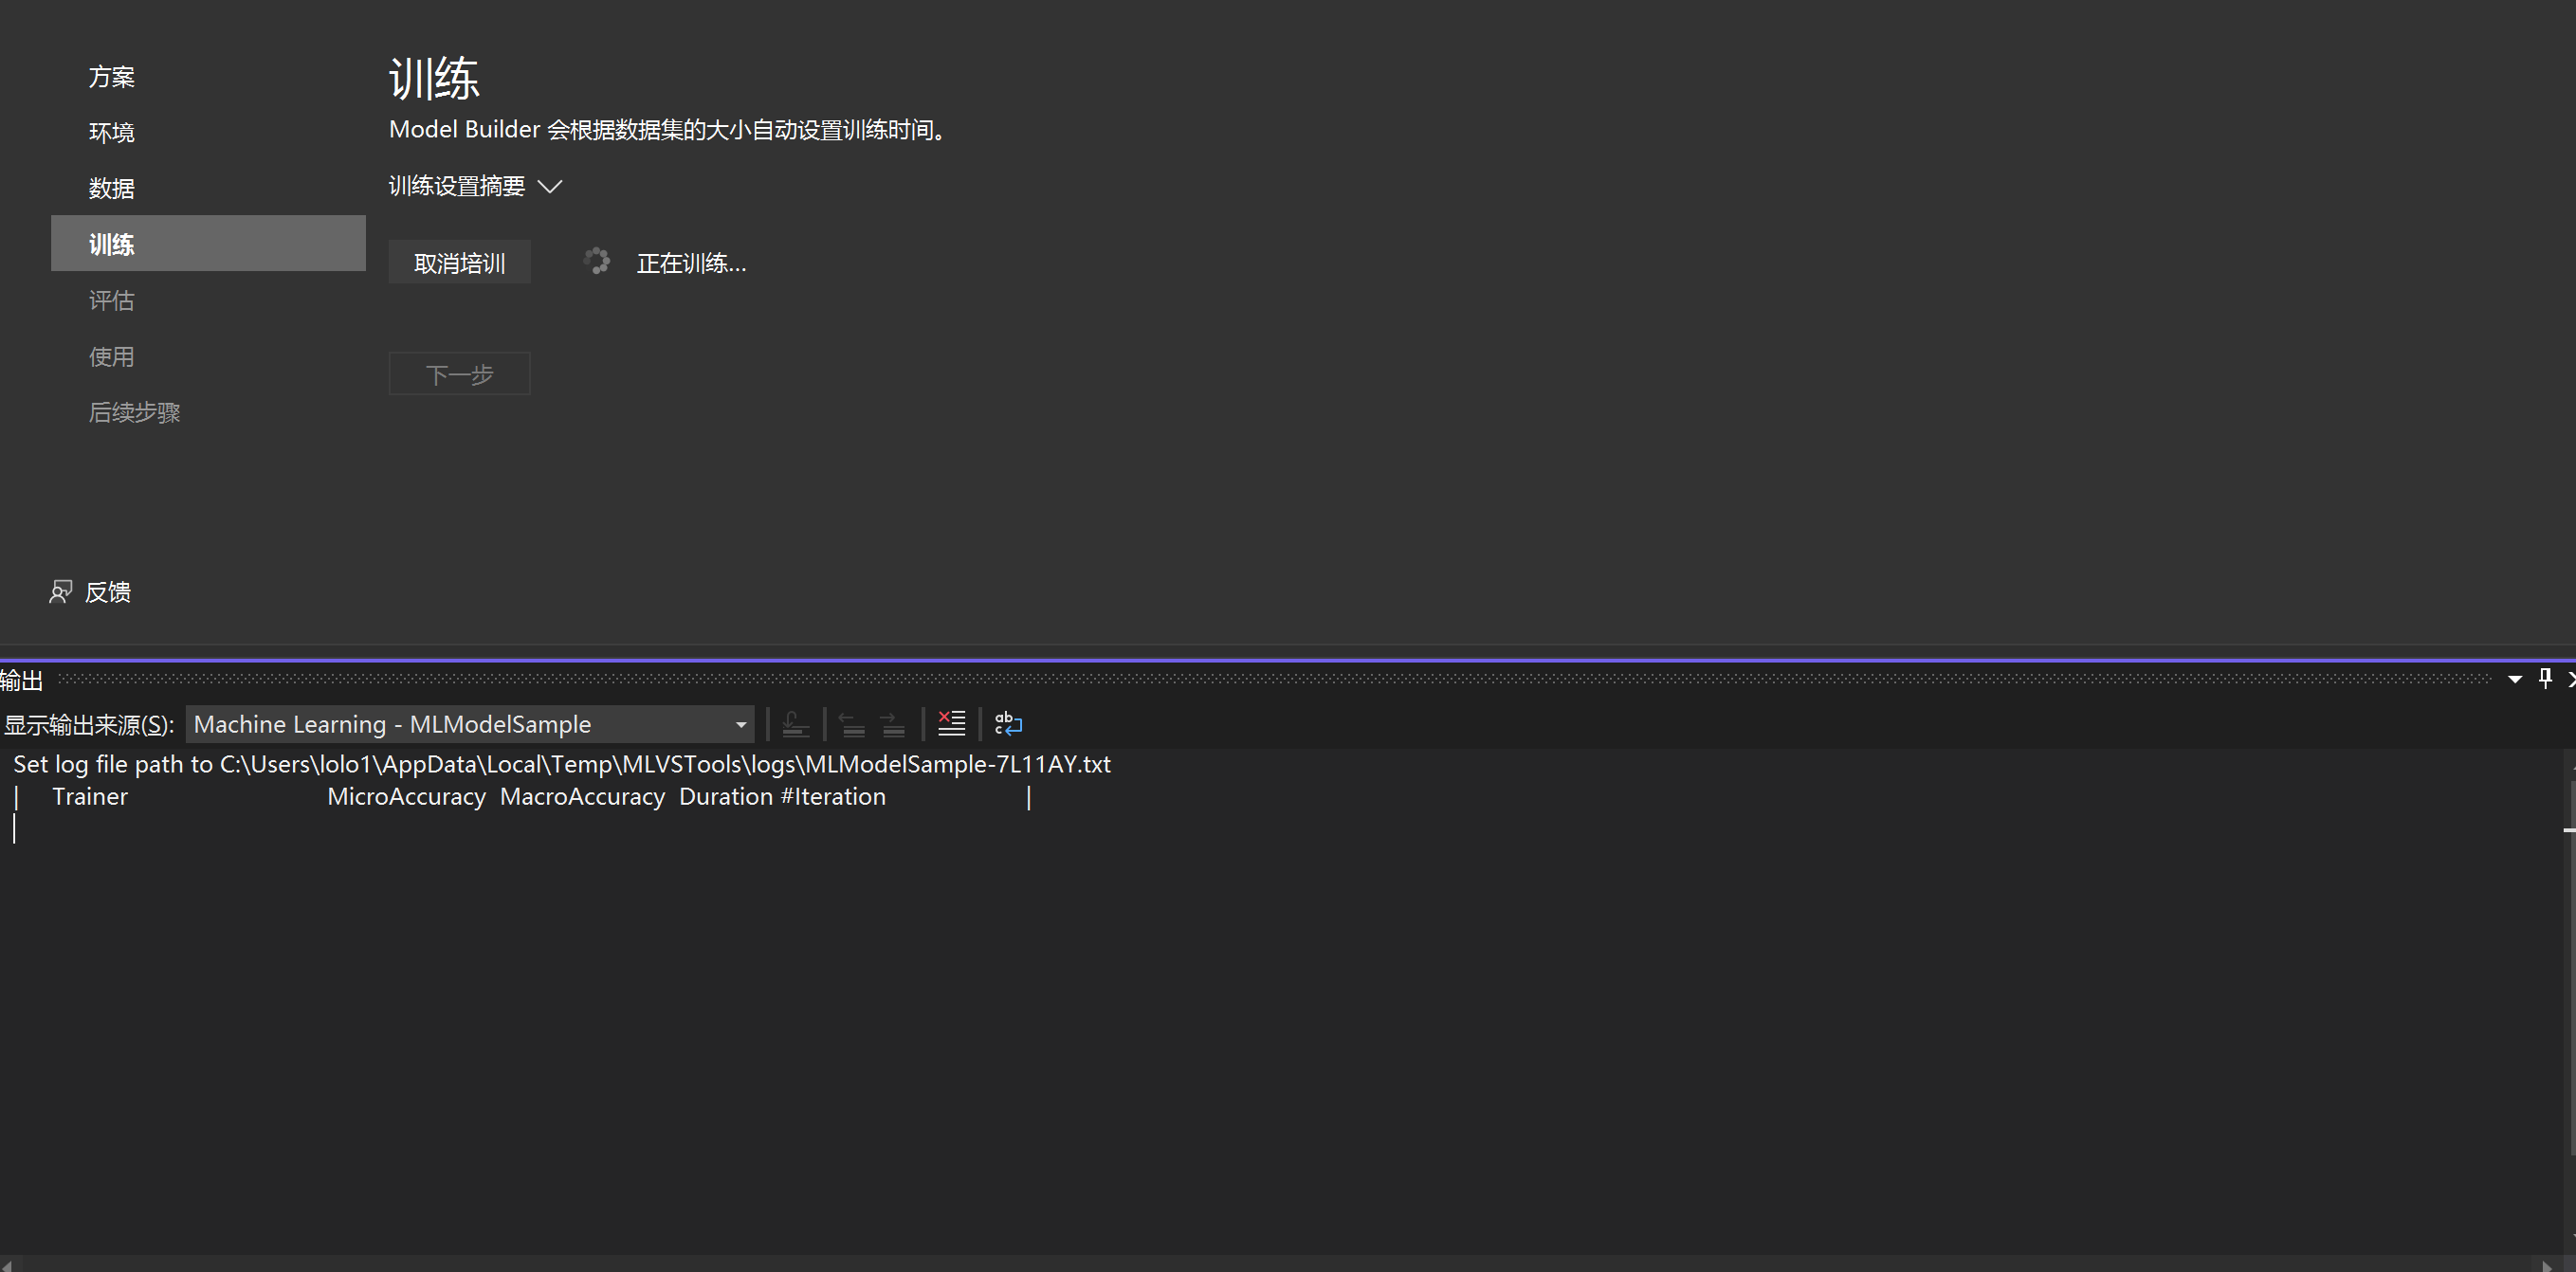 方案
环境
数据
训练
评估
使用
后续步骤
反馈
训练
Model Builder 会根据数据集的大小自动设置训练时间。
训练设置摘要
取消培训
正在训练...
下一步
输出
显示输出来源(S): Machine Learning - MLModelSample
Set log file path to C:\Users\lolo1\AppData\Local\Temp\MLVSTools\logs\MLModelSample-7L11AY.txt
| Trainer MicroAccuracy MacroAccuracy Duration #Iteration |